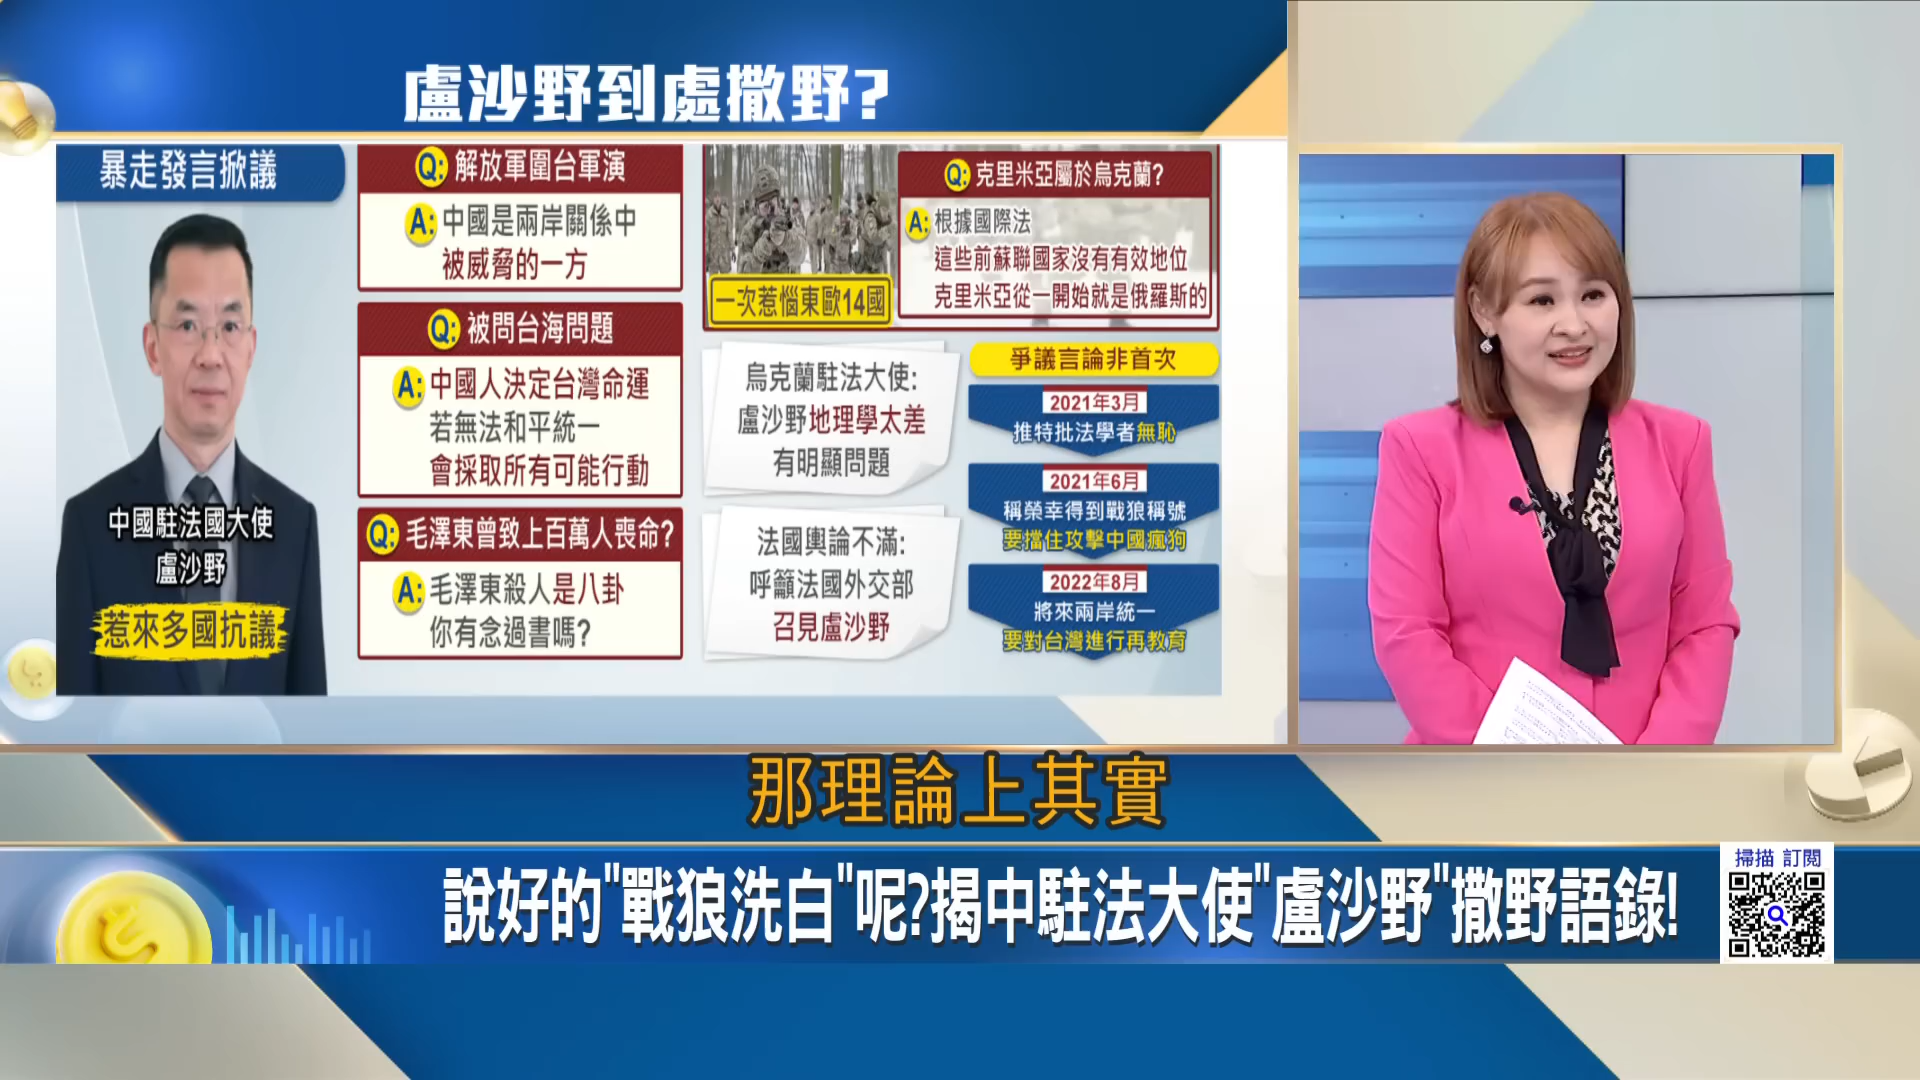 盧沙野到處撒野?
暴走發言掀議
中國駐法國大使
盧沙野
惹來多國抗議
Q: 解放軍圍台軍演
A: 中國是兩岸關係中
被威脅的一方
Q: 被問台海問題
A: 中國人決定台灣命運
若無法和平統一
會採取所有可能行動
Q: 毛澤東曾致上百萬人喪命?
A: 毛澤東殺人是八卦
你有念過書嗎?
一次惹惱東歐14國
Q: 克里米亞屬於烏克蘭?
A: 根據國際法
這些前蘇聯國家沒有有效地位
克里米亞從一開始就是俄羅斯的
烏克蘭駐法大使:
盧沙野地理學太差
有明顯問題
法國輿論不滿:
呼籲法國外交部
召見盧沙野
爭議言論非首次
2021年3月
推特批法學者無恥
2021年6月
稱榮幸得到戰狼稱號
要擋住攻擊中國瘋狗
2022年8月
將來兩岸統一
要對台灣進行再教育
那理論上其實
說好的"戰狼洗白"呢?揭中駐法大使"盧沙野"撒野語錄!
掃描 訂閱